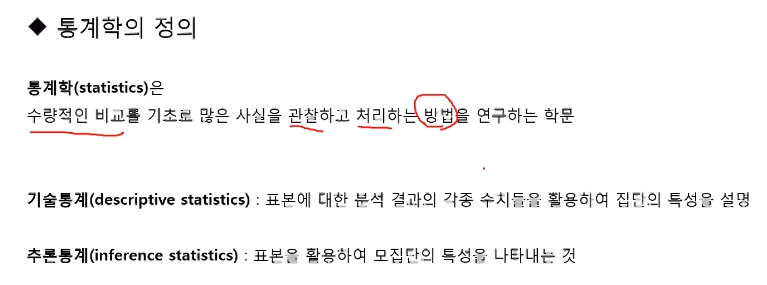 ◆ 통계학의 정의
통계학(statistics)은
수량적인 비교를 기초로 많은 사실을 관찰하고 처리하는 방법을 연구하는 학문
기술통계(descriptive statistics) : 표본에 대한 분석 결과의 각종 수치들을 활용하여 집단의 특성을 설명
추론통계(inference statistics) : 표본을 활용하여 모집단의 특성을 나타내는 것